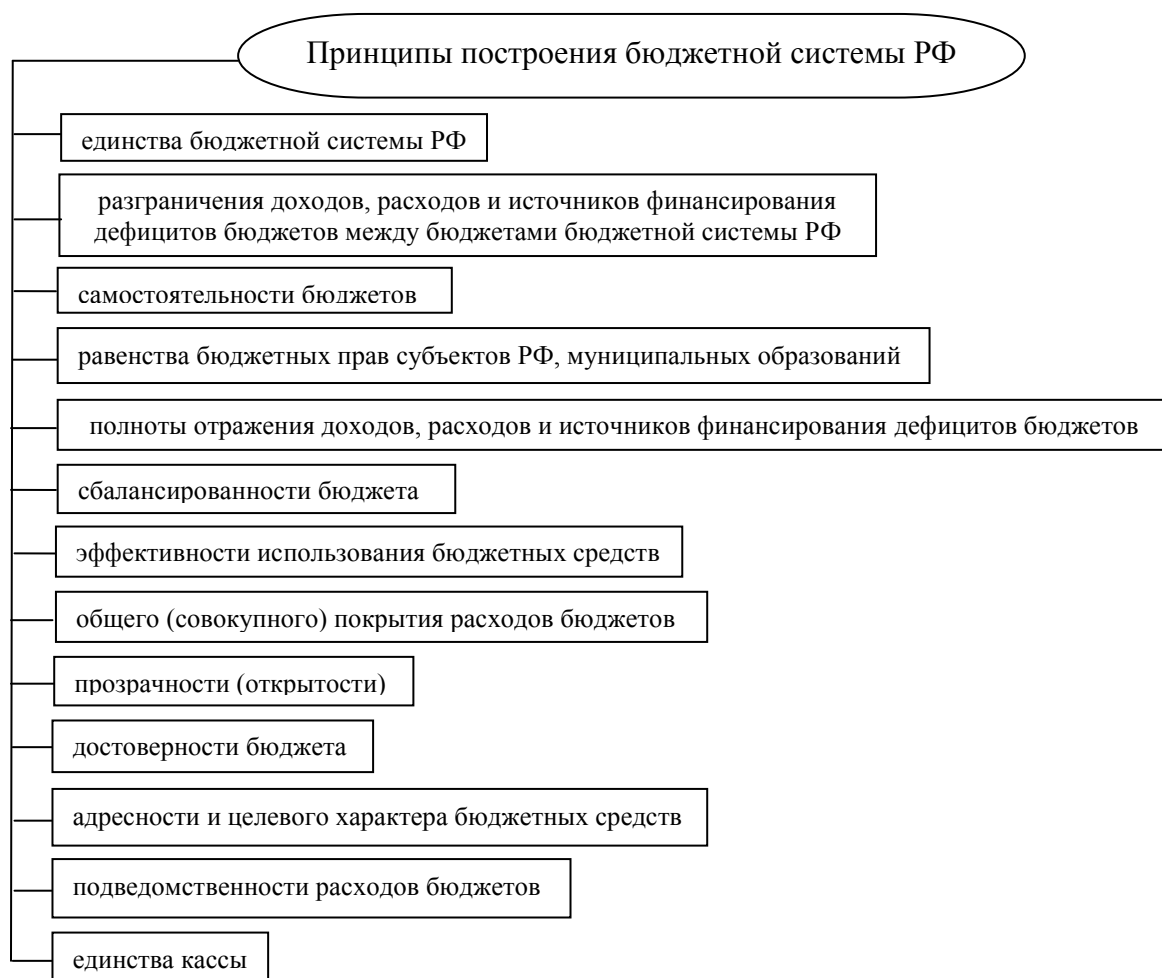 Принципы построения бюджетной системы РФ
единства бюджетной системы РФ
разграничения доходов, расходов и источников финансирования
дефицитов бюджетов между бюджетами бюджетной системы РФ
самостоятельности бюджетов
равенства бюджетных прав субъектов РФ, муниципальных образований
полноты отражения доходов, расходов и источников финансирования дефицитов бюджетов
сбалансированности бюджета
эффективности использования бюджетных средств
общего (совокупного) покрытия расходов бюджетов
прозрачности (открытости)
достоверности бюджета
адресности и целевого характера бюджетных средств
подведомственности расходов бюджетов
единства кассы